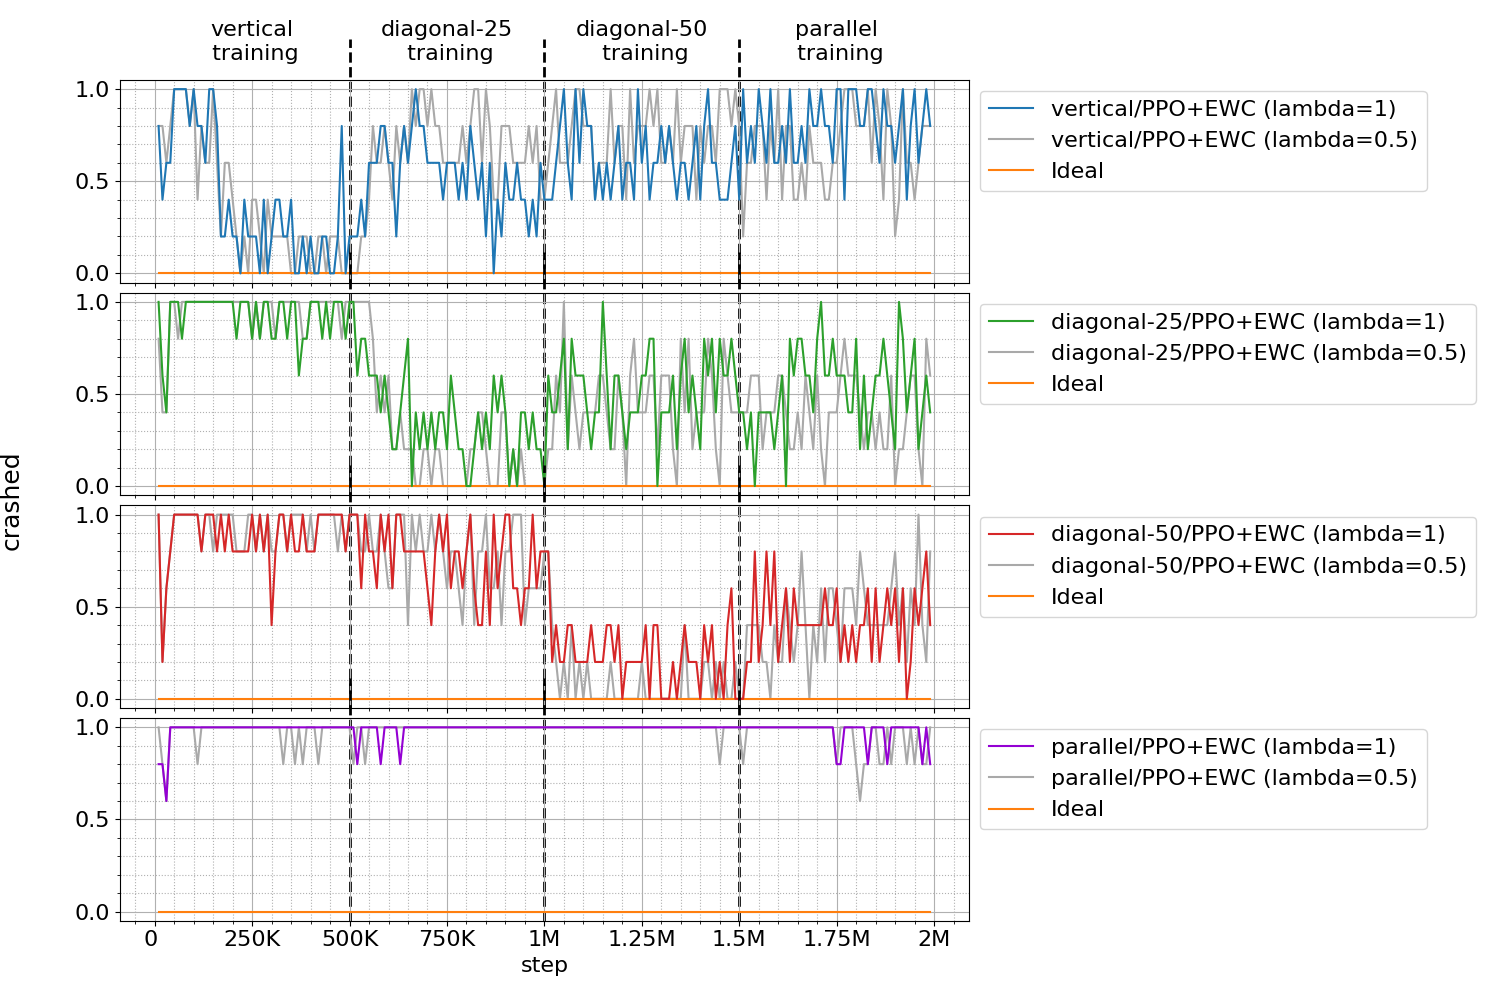 vertical
training
diagonal-25
training
diagonal-50
training
parallel
training
1.0
0.5
0.0
vertical/PPO+EWC (lambda=1)
vertical/PPO+EWC (lambda=0.5)
Ideal
1.0
0.5
0.0
diagonal-25/PPO+EWC (lambda=1)
diagonal-25/PPO+EWC (lambda=0.5)
Ideal
crashed
1.0
0.5
0.0
diagonal-50/PPO+EWC (lambda=1)
diagonal-50/PPO+EWC (lambda=0.5)
Ideal
1.0
0.5
0.0
parallel/PPO+EWC (lambda=1)
parallel/PPO+EWC (lambda=0.5)
Ideal
0 250K 500K 750K 1M 1.25M 1.5M 1.75M 2M
step